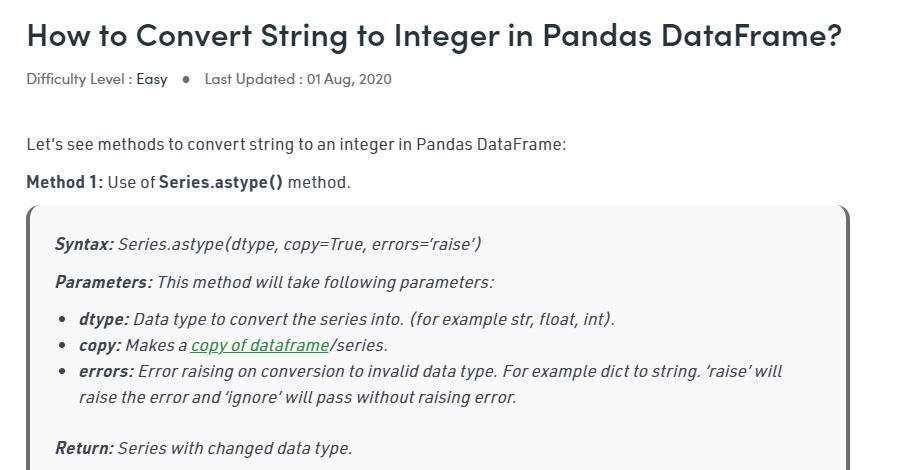 How to Convert String to Integer in Pandas DataFrame?
Difficulty Level : Easy ● Last Updated : 01 Aug, 2020
Let's see methods to convert string to an integer in Pandas DataFrame:
Method 1: Use of Series.astype() method.
Syntax: Series.astype(dtype, copy=True, errors='raise')
Parameters: This method will take following parameters:
• dtype: Data type to convert the series into. (for example str, float, int).
• copy: Makes a copy of dataframe/series.
• errors: Error raising on conversion to invalid data type. For example dict to string. 'raise' will
raise the error and 'ignore' will pass without raising error.
Return: Series with changed data type.